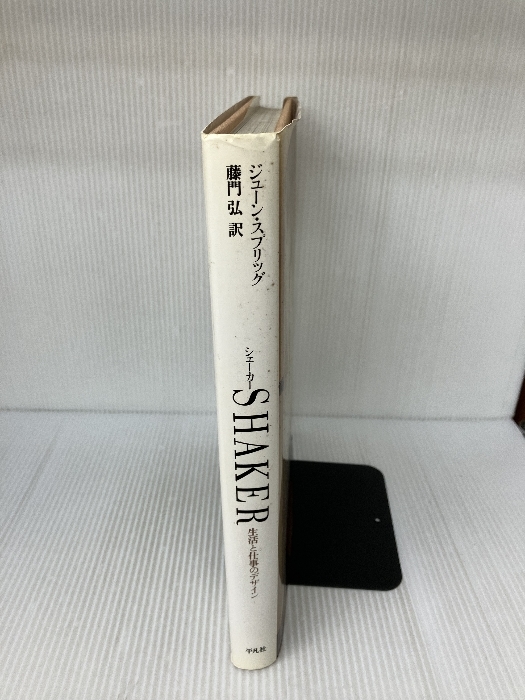 ジューン・スプリッグ
藤門 弘 訳
シェーカー
SHAKER
生活と仕事のデザイン
平凡社